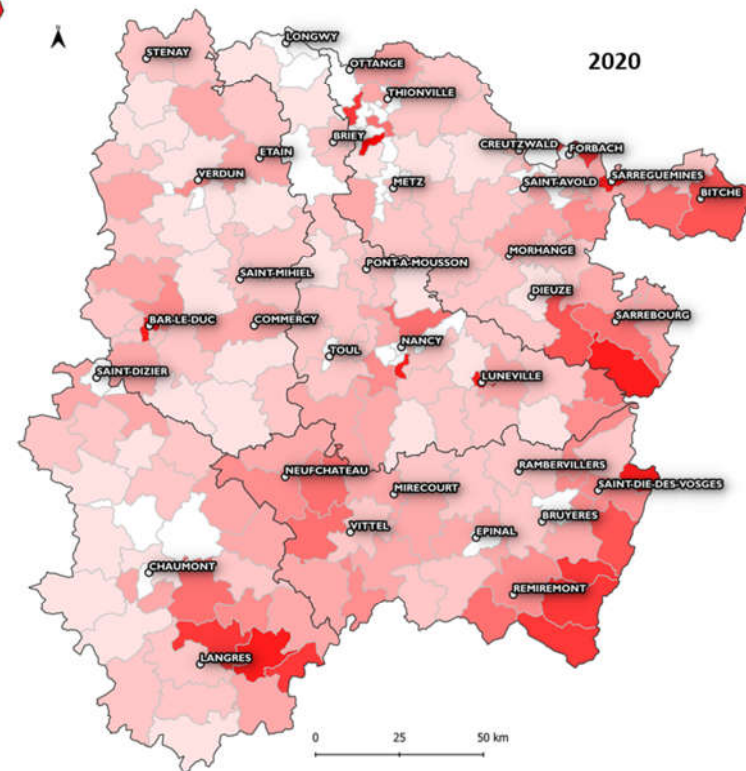 LONGWY
2020
STENAY
OTTANGE
THIONVILLE
BRIEY
CREUTZWALD
FORBACH
ETAIN
VERDUN
METZ
SAINT-AVOLD
SARREGUEMINES
BITCHE
MORHANGE
PONT-A-MOUSSON
SAINT-MIHIEL
DIEUZE
BAR-LE-DUC
COMMERCY
SARREBOURG
NANCY
TOUL
SAINT-DIZIER
LUNEVILLE
NEUFCHATEAU
RAMBERVILLERS
MIRECOURT
SAINT-DIE-DES-VOSGES
BRUYERES
VITTEL
EPINAL
CHAUMONT
REMIREMONT
LANGRES
0 25 50 km